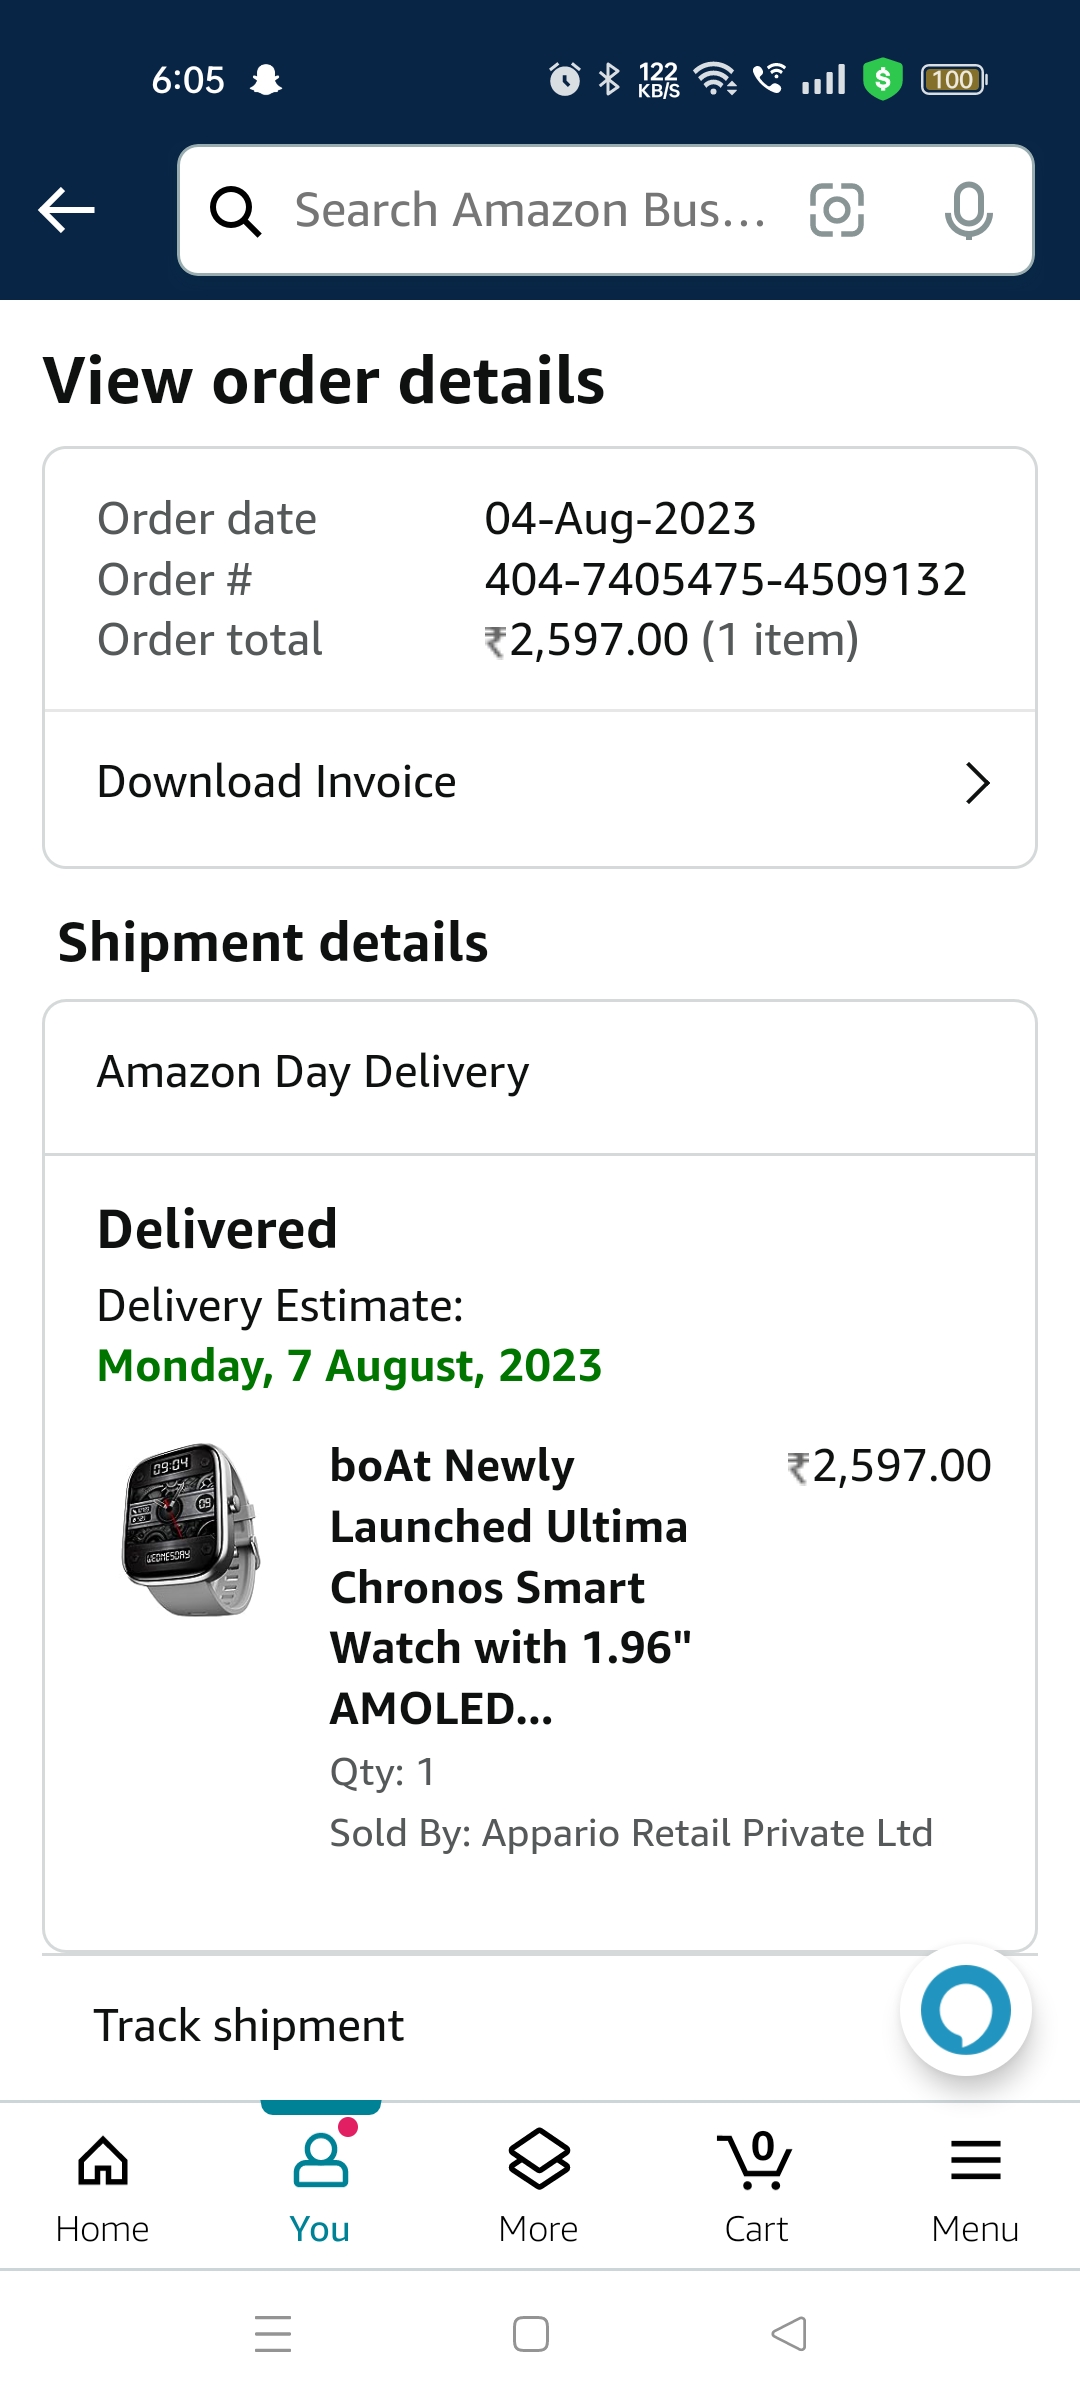 6:05
122
KB/S
$
100
Search Amazon Bus...
View order details
Order date 04-Aug-2023
Order # 404-7405475-4509132
Order total ₹2,597.00 (1 item)
Download Invoice
Shipment details
Amazon Day Delivery
Delivered
Delivery Estimate:
Monday, 7 August, 2023
09:04
09
WEDNESDAY
boAt Newly ₹2,597.00
Launched Ultima
Chronos Smart
Watch with 1.96"
AMOLED...
Qty: 1
Sold By: Appario Retail Private Ltd
Track shipment
0
Home You More Cart Menu